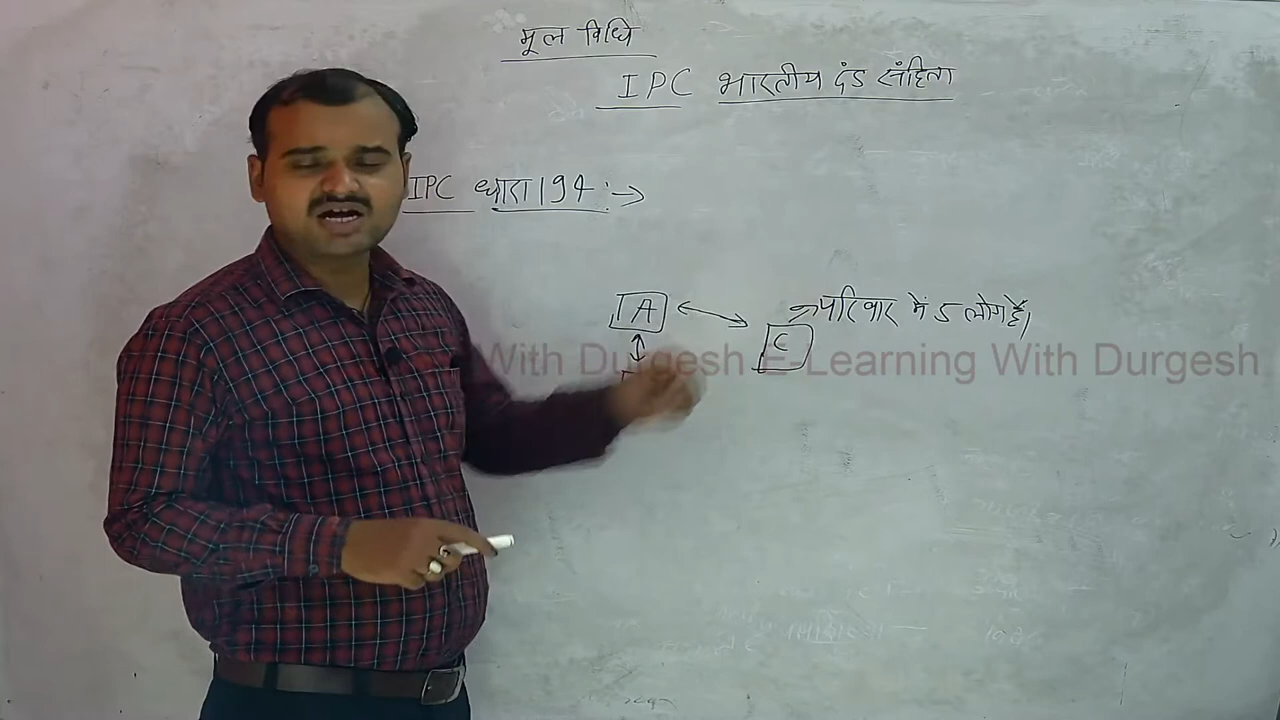 मूल विधि
IPC भारतीय दंड संहिता
IPC धारा 194 :→
A ↔ C → परिवार में 5 लोग हैं,
With Durgesh E-Learning With Durgesh